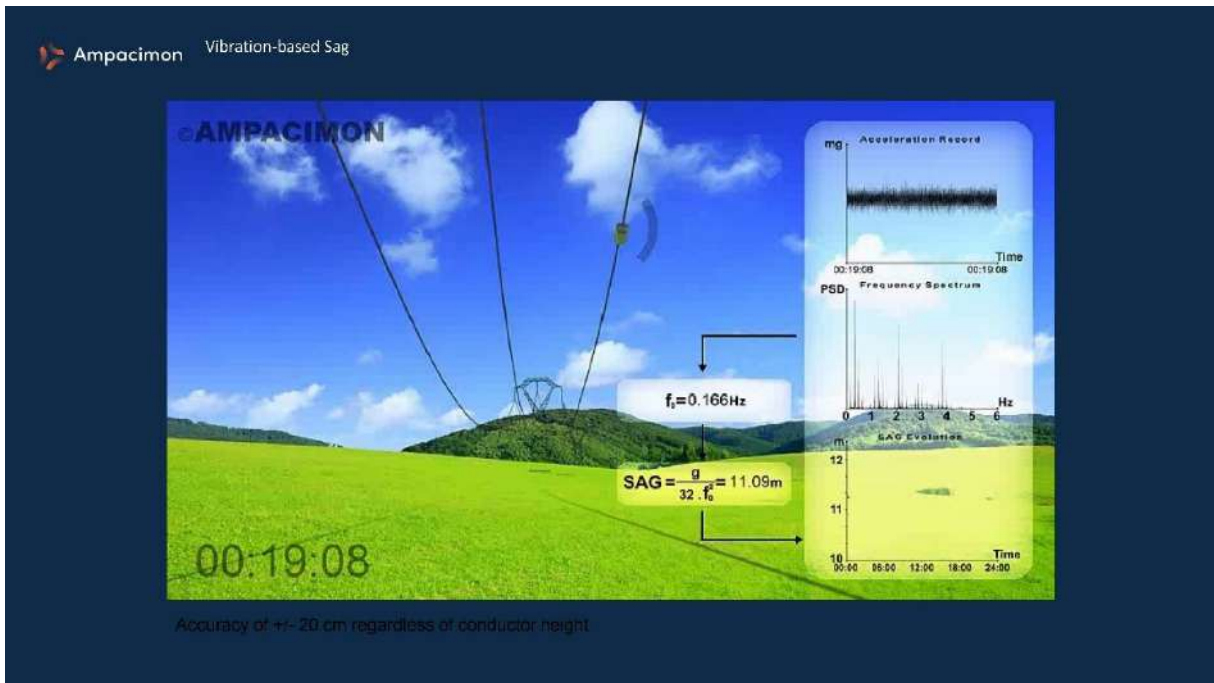 Ampacimon
Vibration-based Sag
©AMPACIMON
Acceleration Record
mg
Time
00:19:08 00:19:08
Frequency Spectrum
PSD
Hz
0 1 2 3 4 5 6
f₀=0.166Hz
SAG = g / 32 . f₀² = 11.09m
SAG Evolution
m
12
11
10
Time
00:00 06:00 12:00 18:00 24:00
00:19:08
Accuracy of +/- 20 cm regardless of conductor height